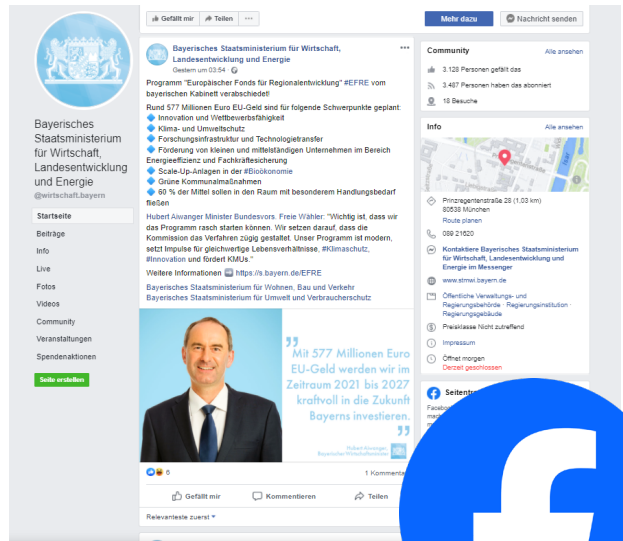 Gefällt mir
Teilen
Mehr dazu
Nachricht senden
Bayerisches
Staatsministerium
für Wirtschaft,
Landesentwicklung
und Energie
@wirtschaft.bayern
Startseite
Beiträge
Info
Live
Fotos
Videos
Community
Veranstaltungen
Spendenaktionen
Seite erstellen
Bayerisches Staatsministerium für Wirtschaft,
Landesentwicklung und Energie
Gestern um 03:54
Programm "Europäischer Fonds für Regionalentwicklung" #EFRE vom
bayerischen Kabinett verabschiedet!
Rund 577 Millionen Euro EU-Geld sind für folgende Schwerpunkte geplant:
Innovation und Wettbewerbsfähigkeit
Klima- und Umweltschutz
Forschungsinfrastruktur und Technologietransfer
Förderung von kleinen und mittelständigen Unternehmen im Bereich
Energieeffizienz und Fachkräftesicherung
Scale-Up-Anlagen in der #Bioökonomie
Grüne Kommunalmaßnahmen
60 % der Mittel sollen in den Raum mit besonderem Handlungsbedarf
fließen
Hubert Aiwanger Minister Bundesvors. Freie Wähler: "Wichtig ist, dass wir
das Programm rasch starten können. Wir setzen darauf, dass die
Kommission das Verfahren zügig gestaltet. Unser Programm ist modern,
setzt Impulse für gleichwertige Lebensverhältnisse, #Klimaschutz,
#Innovation und fördert KMUs."
Weitere Informationen https://s.bayern.de/EFRE
Bayerisches Staatsministerium für Wohnen, Bau und Verkehr
Bayerisches Staatsministerium für Umwelt und Verbraucherschutz
"Mit 577 Millionen Euro
EU-Geld werden wir im
Zeitraum 2021 bis 2027
kraftvoll in die Zukunft
Bayerns investieren."
Hubert Aiwanger,
Bayerischer Wirtschaftsminister
6
1 Kommentar
Gefällt mir
Kommentieren
Teilen
Relevanteste zuerst
Community
Alle ansehen
3.128 Personen gefällt das
3.487 Personen haben das abonniert
18 Besuche
Info
Alle ansehen
Prinzregentenstraße 28 (1,03 km)
80538 München
Route planen
089 21620
Kontaktiere Bayerisches Staatsministerium
für Wirtschaft, Landesentwicklung und
Energie im Messenger
www.stmwi.bayern.de
Öffentliche Verwaltungs- und
Regierungsbehörde · Regierungsinstitution ·
Regierungsgebäude
Preisklasse Nicht zutreffend
Impressum
Öffnet morgen
Derzeit geschlossen